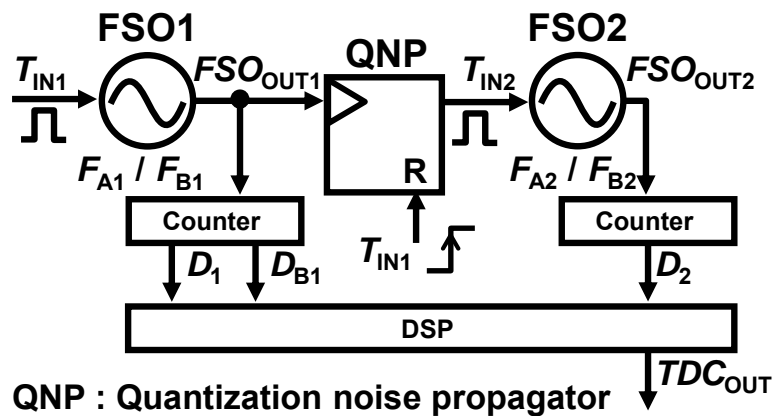 FSO1 QNP FSO2
T_IN1 FSO_OUT1 T_IN2 FSO_OUT2
F_A1 / F_B1 R F_A2 / F_B2
Counter T_IN1 Counter
D_1 D_B1 D_2
DSP
QNP : Quantization noise propagator TDC_OUT